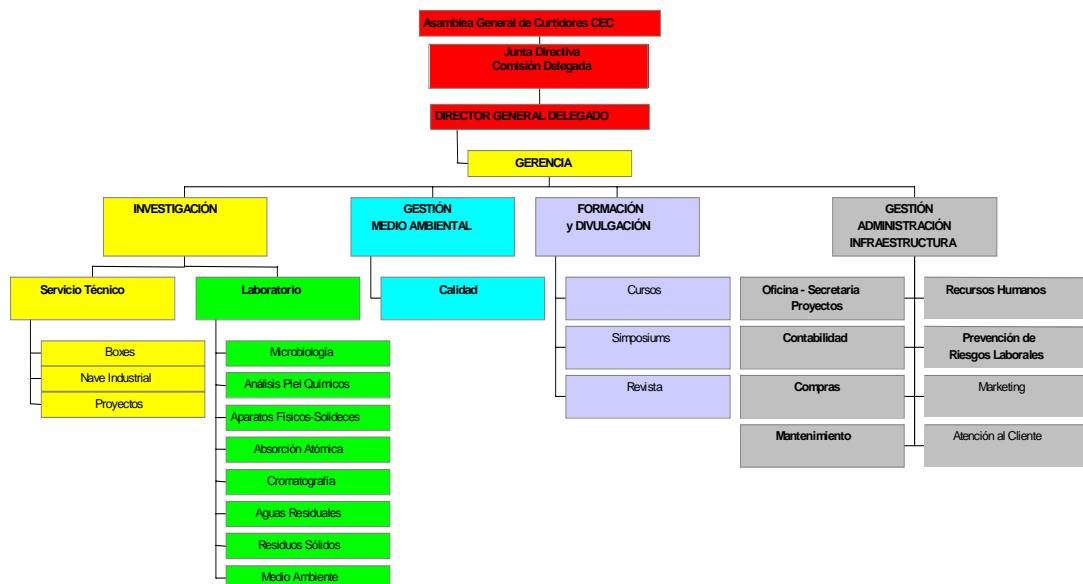 Asamblea General de Curtidores CEC
Junta Directiva
Comisión Delegada
DIRECTOR GENERAL DELEGADO
GERENCIA
INVESTIGACIÓN
GESTIÓN
MEDIO AMBIENTAL
FORMACIÓN
y DIVULGACIÓN
GESTIÓN
ADMINISTRACIÓN
INFRAESTRUCTURA
Servicio Técnico
Boxes
Nave Industrial
Proyectos
Laboratorio
Microbiología
Análisis Piel Químicos
Aparatos Físicos-Solideces
Absorción Atómica
Cromatografía
Aguas Residuales
Residuos Sólidos
Medio Ambiente
Calidad
Cursos
Simposiums
Revista
Oficina - Secretaria
Proyectos
Contabilidad
Compras
Mantenimiento
Recursos Humanos
Prevención de
Riesgos Laborales
Marketing
Atención al Cliente